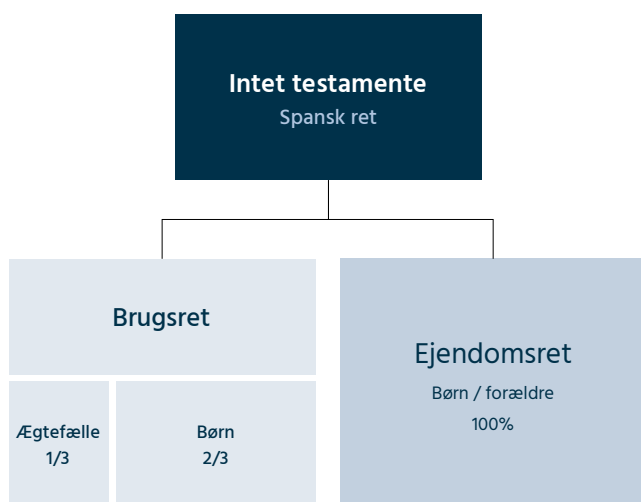 Intet testamente
Spansk ret
Brugsret
Ægtefælle
1/3
Børn
2/3
Ejendomsret
Børn / forældre
100%